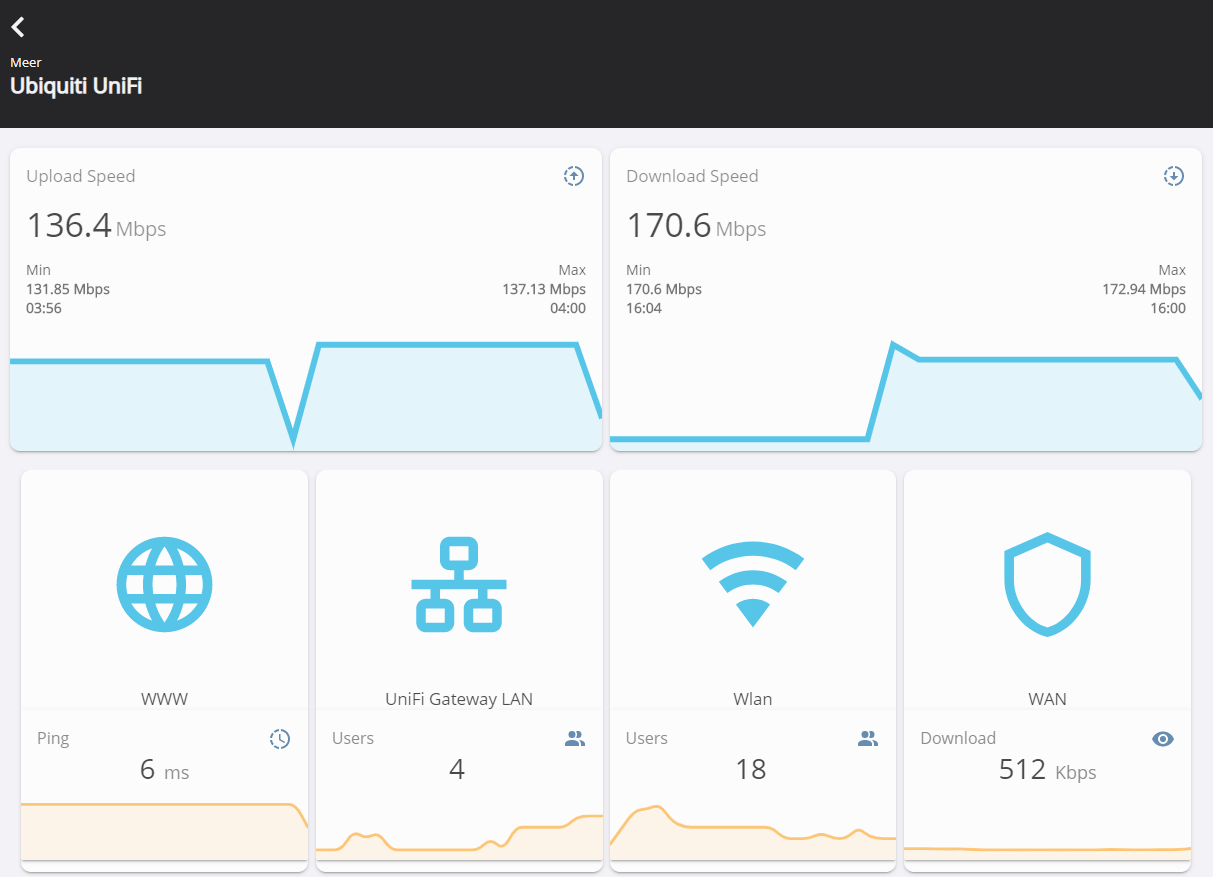 Meer
Ubiquiti UniFi
Upload Speed
136.4 Mbps
Min Max
131.85 Mbps 137.13 Mbps
03:56 04:00
Download Speed
170.6 Mbps
Min Max
170.6 Mbps 172.94 Mbps
16:04 16:00
WWW
Ping
6 ms
UniFi Gateway LAN
Users
4
Wlan
Users
18
WAN
Download
512 Kbps